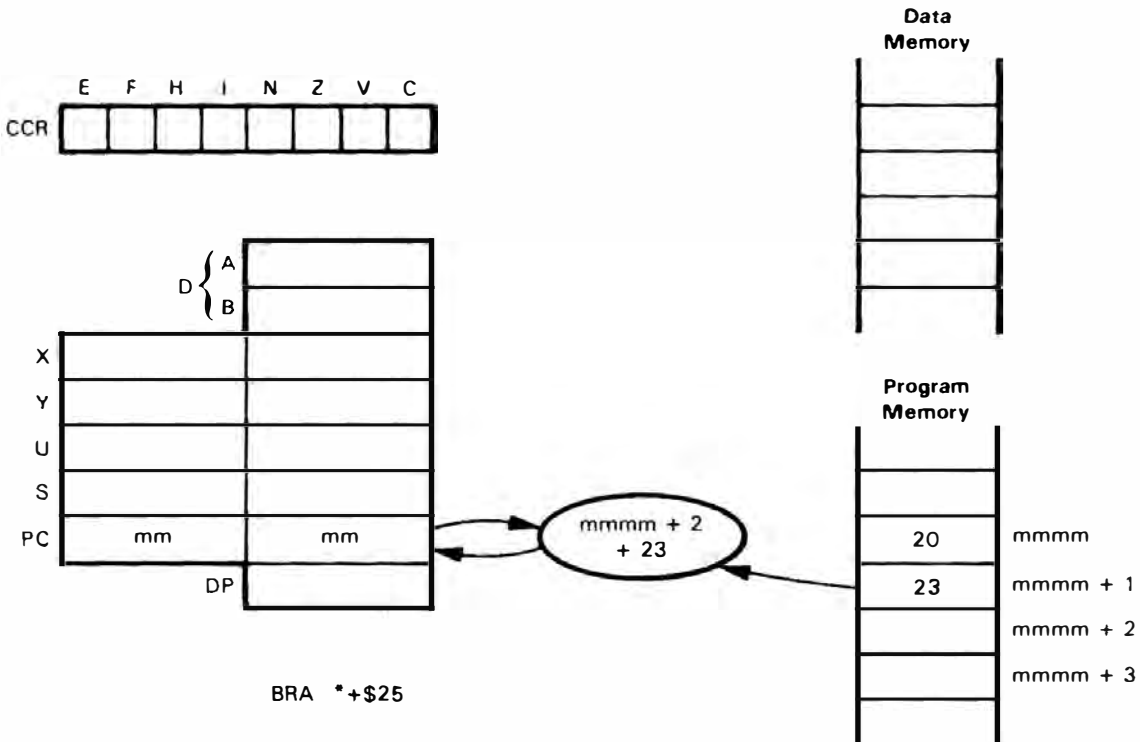 Data
Memory
E F H I N Z V C
CCR
D { A
B
X
Y
U
S
PC mm mm
DP
mmmm + 2
+ 23
Program
Memory
20 mmmm
23 mmmm + 1
mmmm + 2
mmmm + 3
BRA *+$25